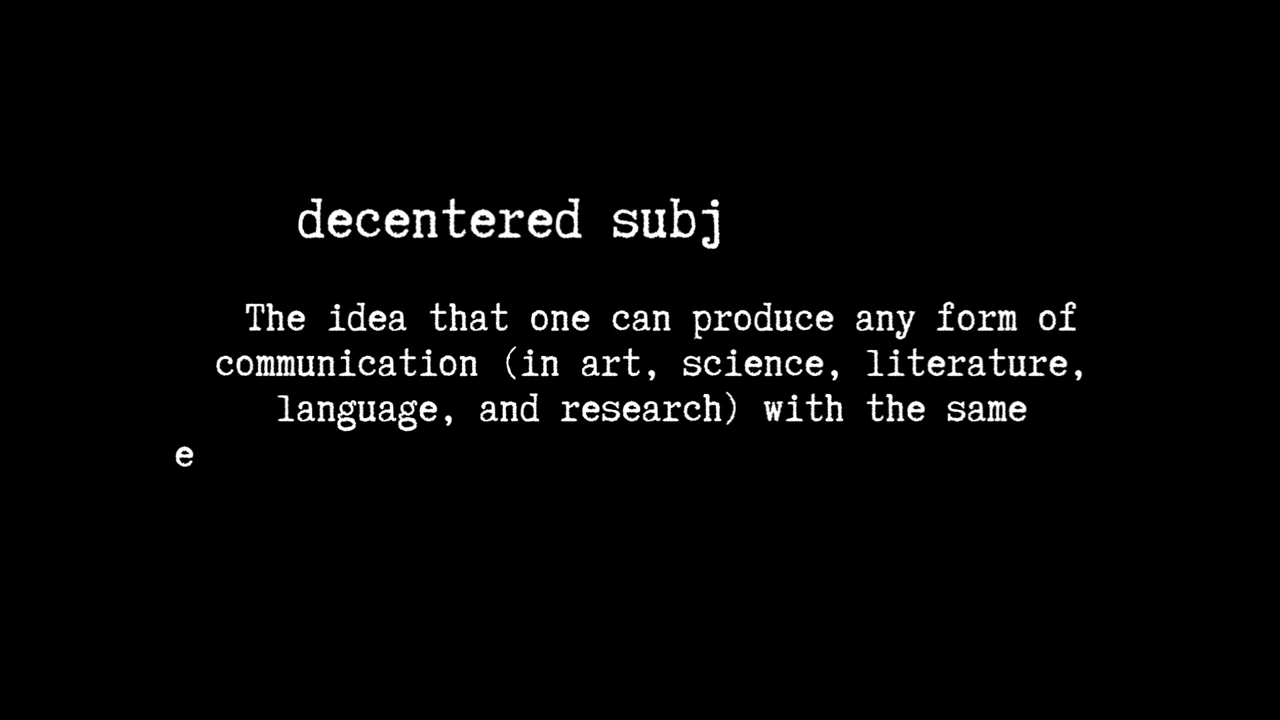 decentered subj
The idea that one can produce any form of
communication (in art, science, literature,
language, and research) with the same
e